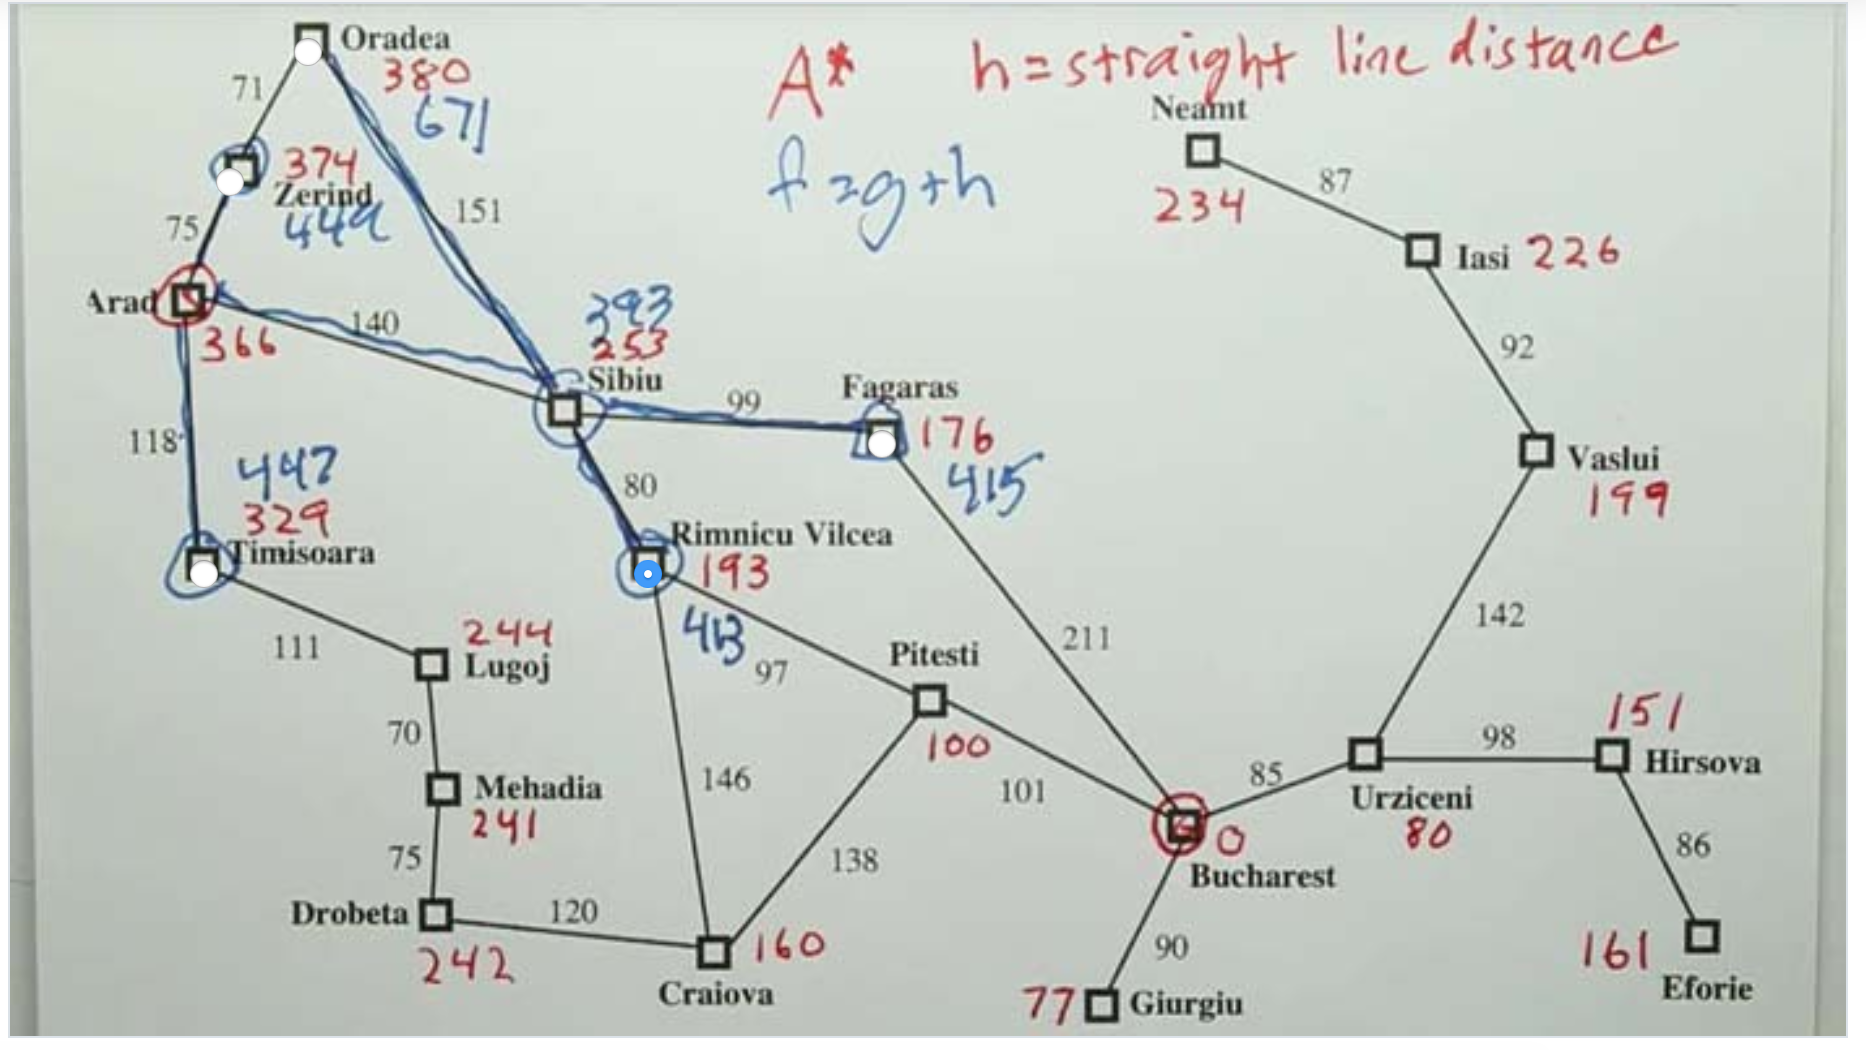 Oradea
380
671
71
A* h = straight line distance
f = g + h
Neamt
234
87
374
Zerind
449
75
151
Iasi 226
Arad
366
140
393
253
Sibiu
99
Fagaras
176
415
92
Vaslui
199
118
447
329
Timisoara
80
Rimnicu Vilcea
193
413
97
211
142
111
244
Lugoj
Pitesti
100
70
Mehadia
241
146
101
85
Urziceni
80
98
151
Hirsova
75
138
0
Bucharest
86
Drobeta
242
120
160
Craiova
90
77 Giurgiu
161
Eforie